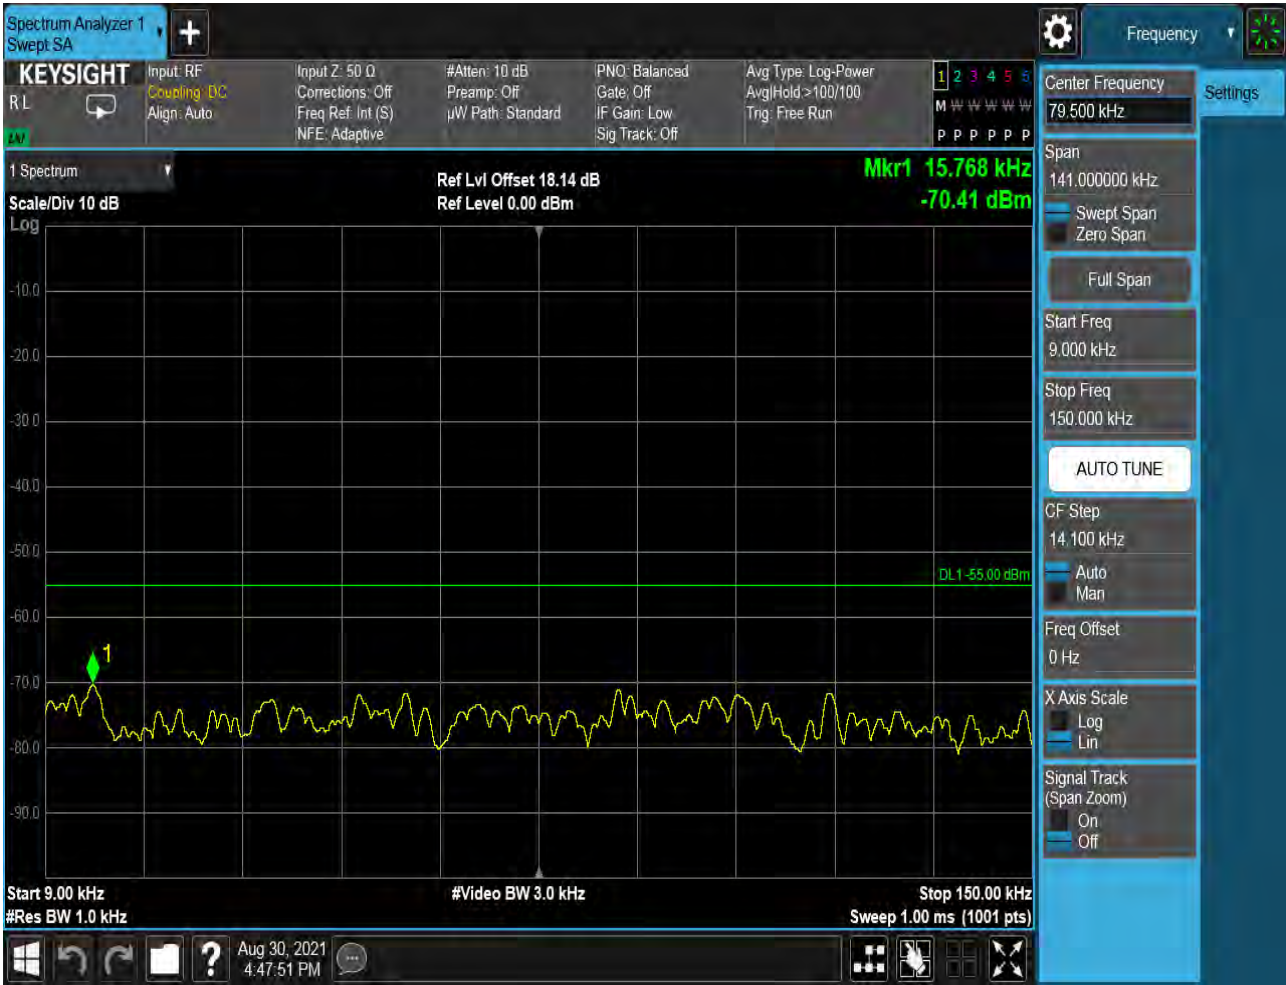 Spectrum Analyzer 1
Swept SA
Frequency
KEYSIGHT
R L
Input: RF
Coupling: DC
Align: Auto
Input Z: 50 Ω
Corrections: Off
Freq Ref: Int (S)
NFE: Adaptive
#Atten: 10 dB
Preamp: Off
µW Path: Standard
PNO: Balanced
Gate: Off
IF Gain: Low
Sig Track: Off
Avg Type: Log-Power
Avg|Hold:>100/100
Trig: Free Run
1 2 3 4 5 6
M W W W W W
P P P P P P
1 Spectrum
Scale/Div 10 dB
Log
Ref Lvl Offset 18.14 dB
Ref Level 0.00 dBm
Mkr1 15.768 kHz
-70.41 dBm
-10.0
-20.0
-30.0
-40.0
-50.0
DL1 -55.00 dBm
-60.0
1
-70.0
-80.0
-90.0
Start 9.00 kHz
#Video BW 3.0 kHz
Stop 150.00 kHz
#Res BW 1.0 kHz
Sweep 1.00 ms (1001 pts)
?
Aug 30, 2021
4:47:51 PM
Center Frequency
79.500 kHz
Settings
Span
141.000000 kHz
Swept Span
Zero Span
Full Span
Start Freq
9.000 kHz
Stop Freq
150.000 kHz
AUTO TUNE
CF Step
14.100 kHz
Auto
Man
Freq Offset
0 Hz
X Axis Scale
Log
Lin
Signal Track
(Span Zoom)
On
Off